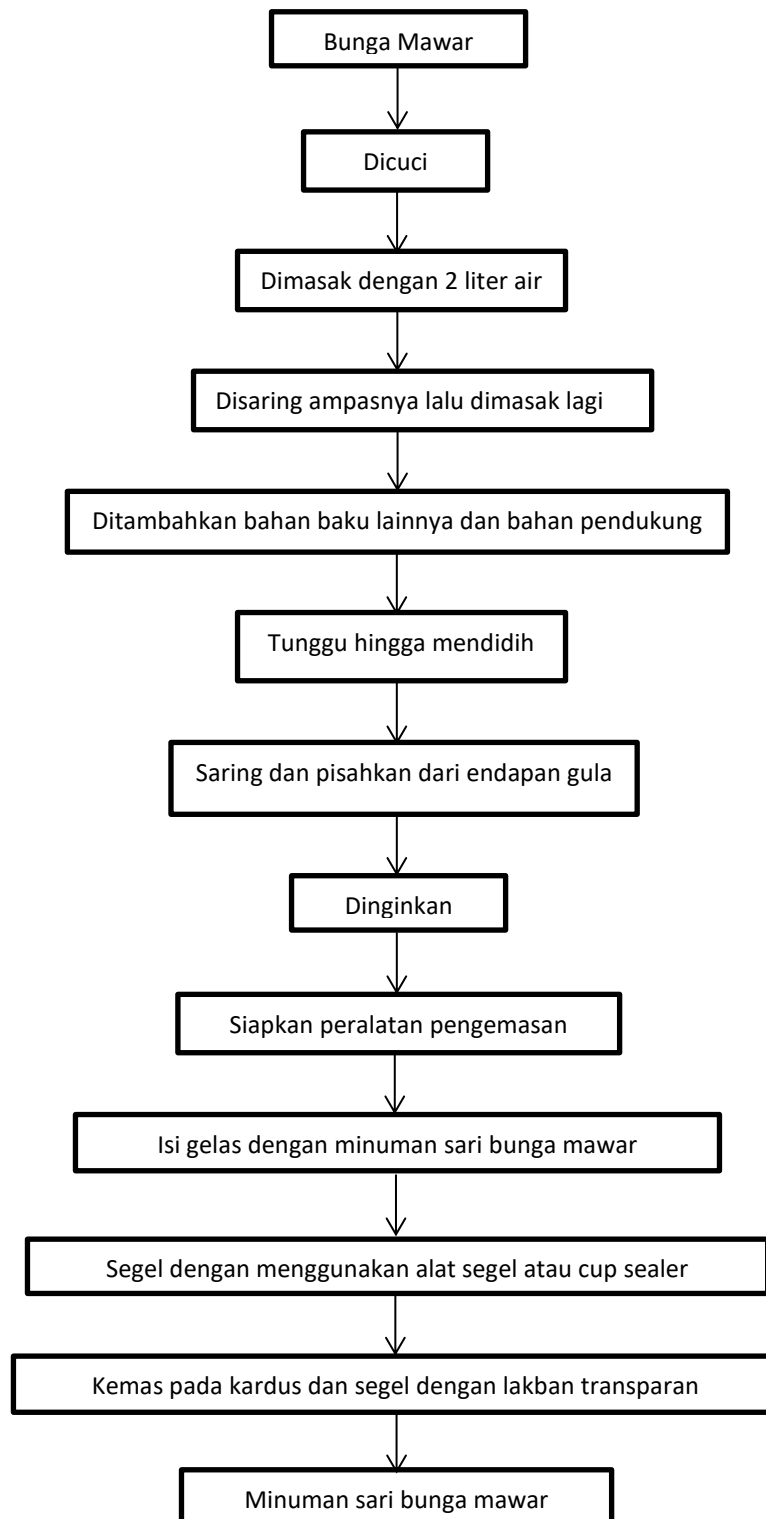 Bunga Mawar
Dicuci
Dimasak dengan 2 liter air
Disaring ampasnya lalu dimasak lagi
Ditambahkan bahan baku lainnya dan bahan pendukung
Tunggu hingga mendidih
Saring dan pisahkan dari endapan gula
Dinginkan
Siapkan peralatan pengemasan
Isi gelas dengan minuman sari bunga mawar
Segel dengan menggunakan alat segel atau cup sealer
Kemas pada kardus dan segel dengan lakban transparan
Minuman sari bunga mawar